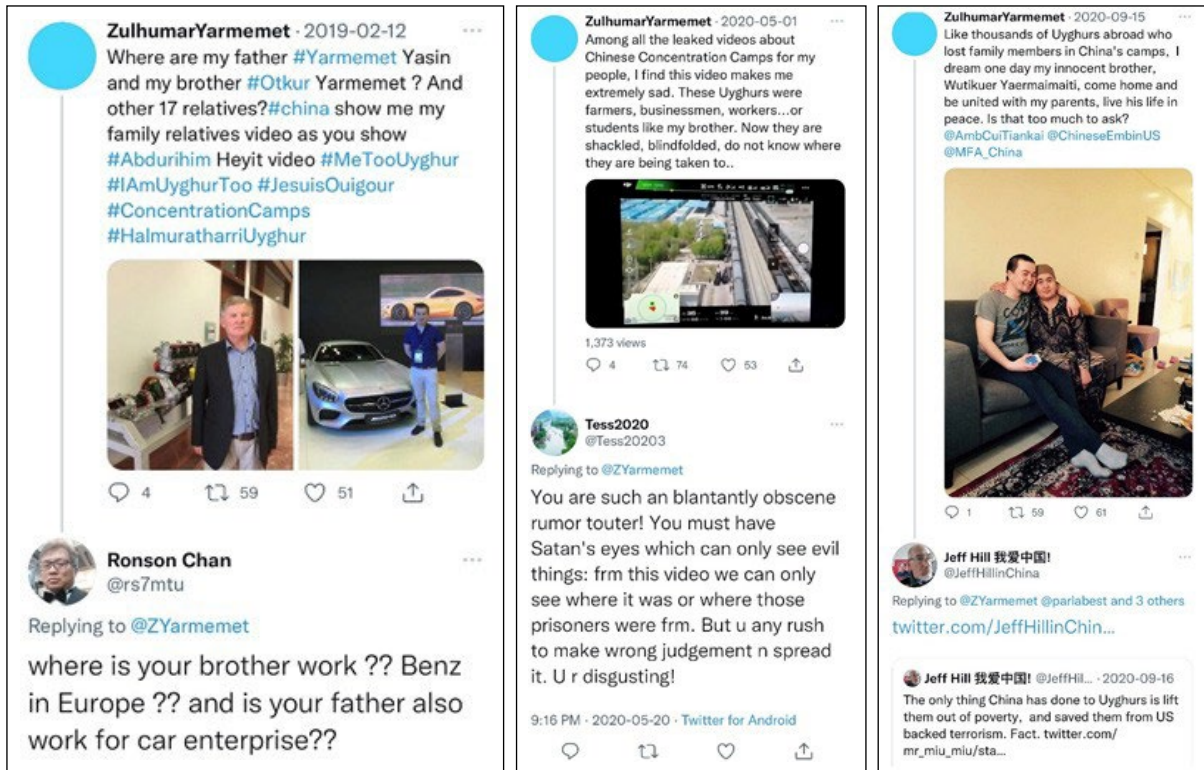 ZulhumarYarmemet · 2019-02-12
Where are my father #Yarmemet Yasin
and my brother #Otkur Yarmemet ? And
other 17 relatives?#china show me my
family relatives video as you show
#Abdurihim Heyit video #MeTooUyghur
#IAmUyghurToo #JesuisOuigour
#ConcentrationCamps
#HalmuratharriUyghur
4 59 51
Ronson Chan
@rs7mtu
Replying to @ZYarmemet
where is your brother work ?? Benz
in Europe ?? and is your father also
work for car enterprise??
ZulhumarYarmemet · 2020-05-01
Among all the leaked videos about
Chinese Concentration Camps for my
people, I find this video makes me
extremely sad. These Uyghurs were
farmers, businessmen, workers...or
students like my brother. Now they are
shackled, blindfolded, do not know where
they are being taken to..
1,373 views
4 74 53
Tess2020
@Tess20203
Replying to @ZYarmemet
You are such an blantantly obscene
rumor touter! You must have
Satan's eyes which can only see evil
things: frm this video we can only
see where it was or where those
prisoners were frm. But u any rush
to make wrong judgement n spread
it. U r disgusting!
9:16 PM · 2020-05-20 · Twitter for Android
ZulhumarYarmemet · 2020-09-15
Like thousands of Uyghurs abroad who
lost family members in China's camps, I
dream one day my innocent brother,
Wutikuer Yaermaimaiti, come home and
be united with my parents, live his life in
peace. Is that too much to ask?
@AmbCuiTiankai @ChineseEmbinUS
@MFA_China
1 59 61
Jeff Hill 我爱中国!
@JeffHillinChina
Replying to @ZYarmemet @parlabest and 3 others
twitter.com/JeffHillinChin...
Jeff Hill 我爱中国! @JeffHil... · 2020-09-16
The only thing China has done to Uyghurs is lift
them out of poverty, and saved them from US
backed terrorism. Fact. twitter.com/
mr_miu_miu/sta...